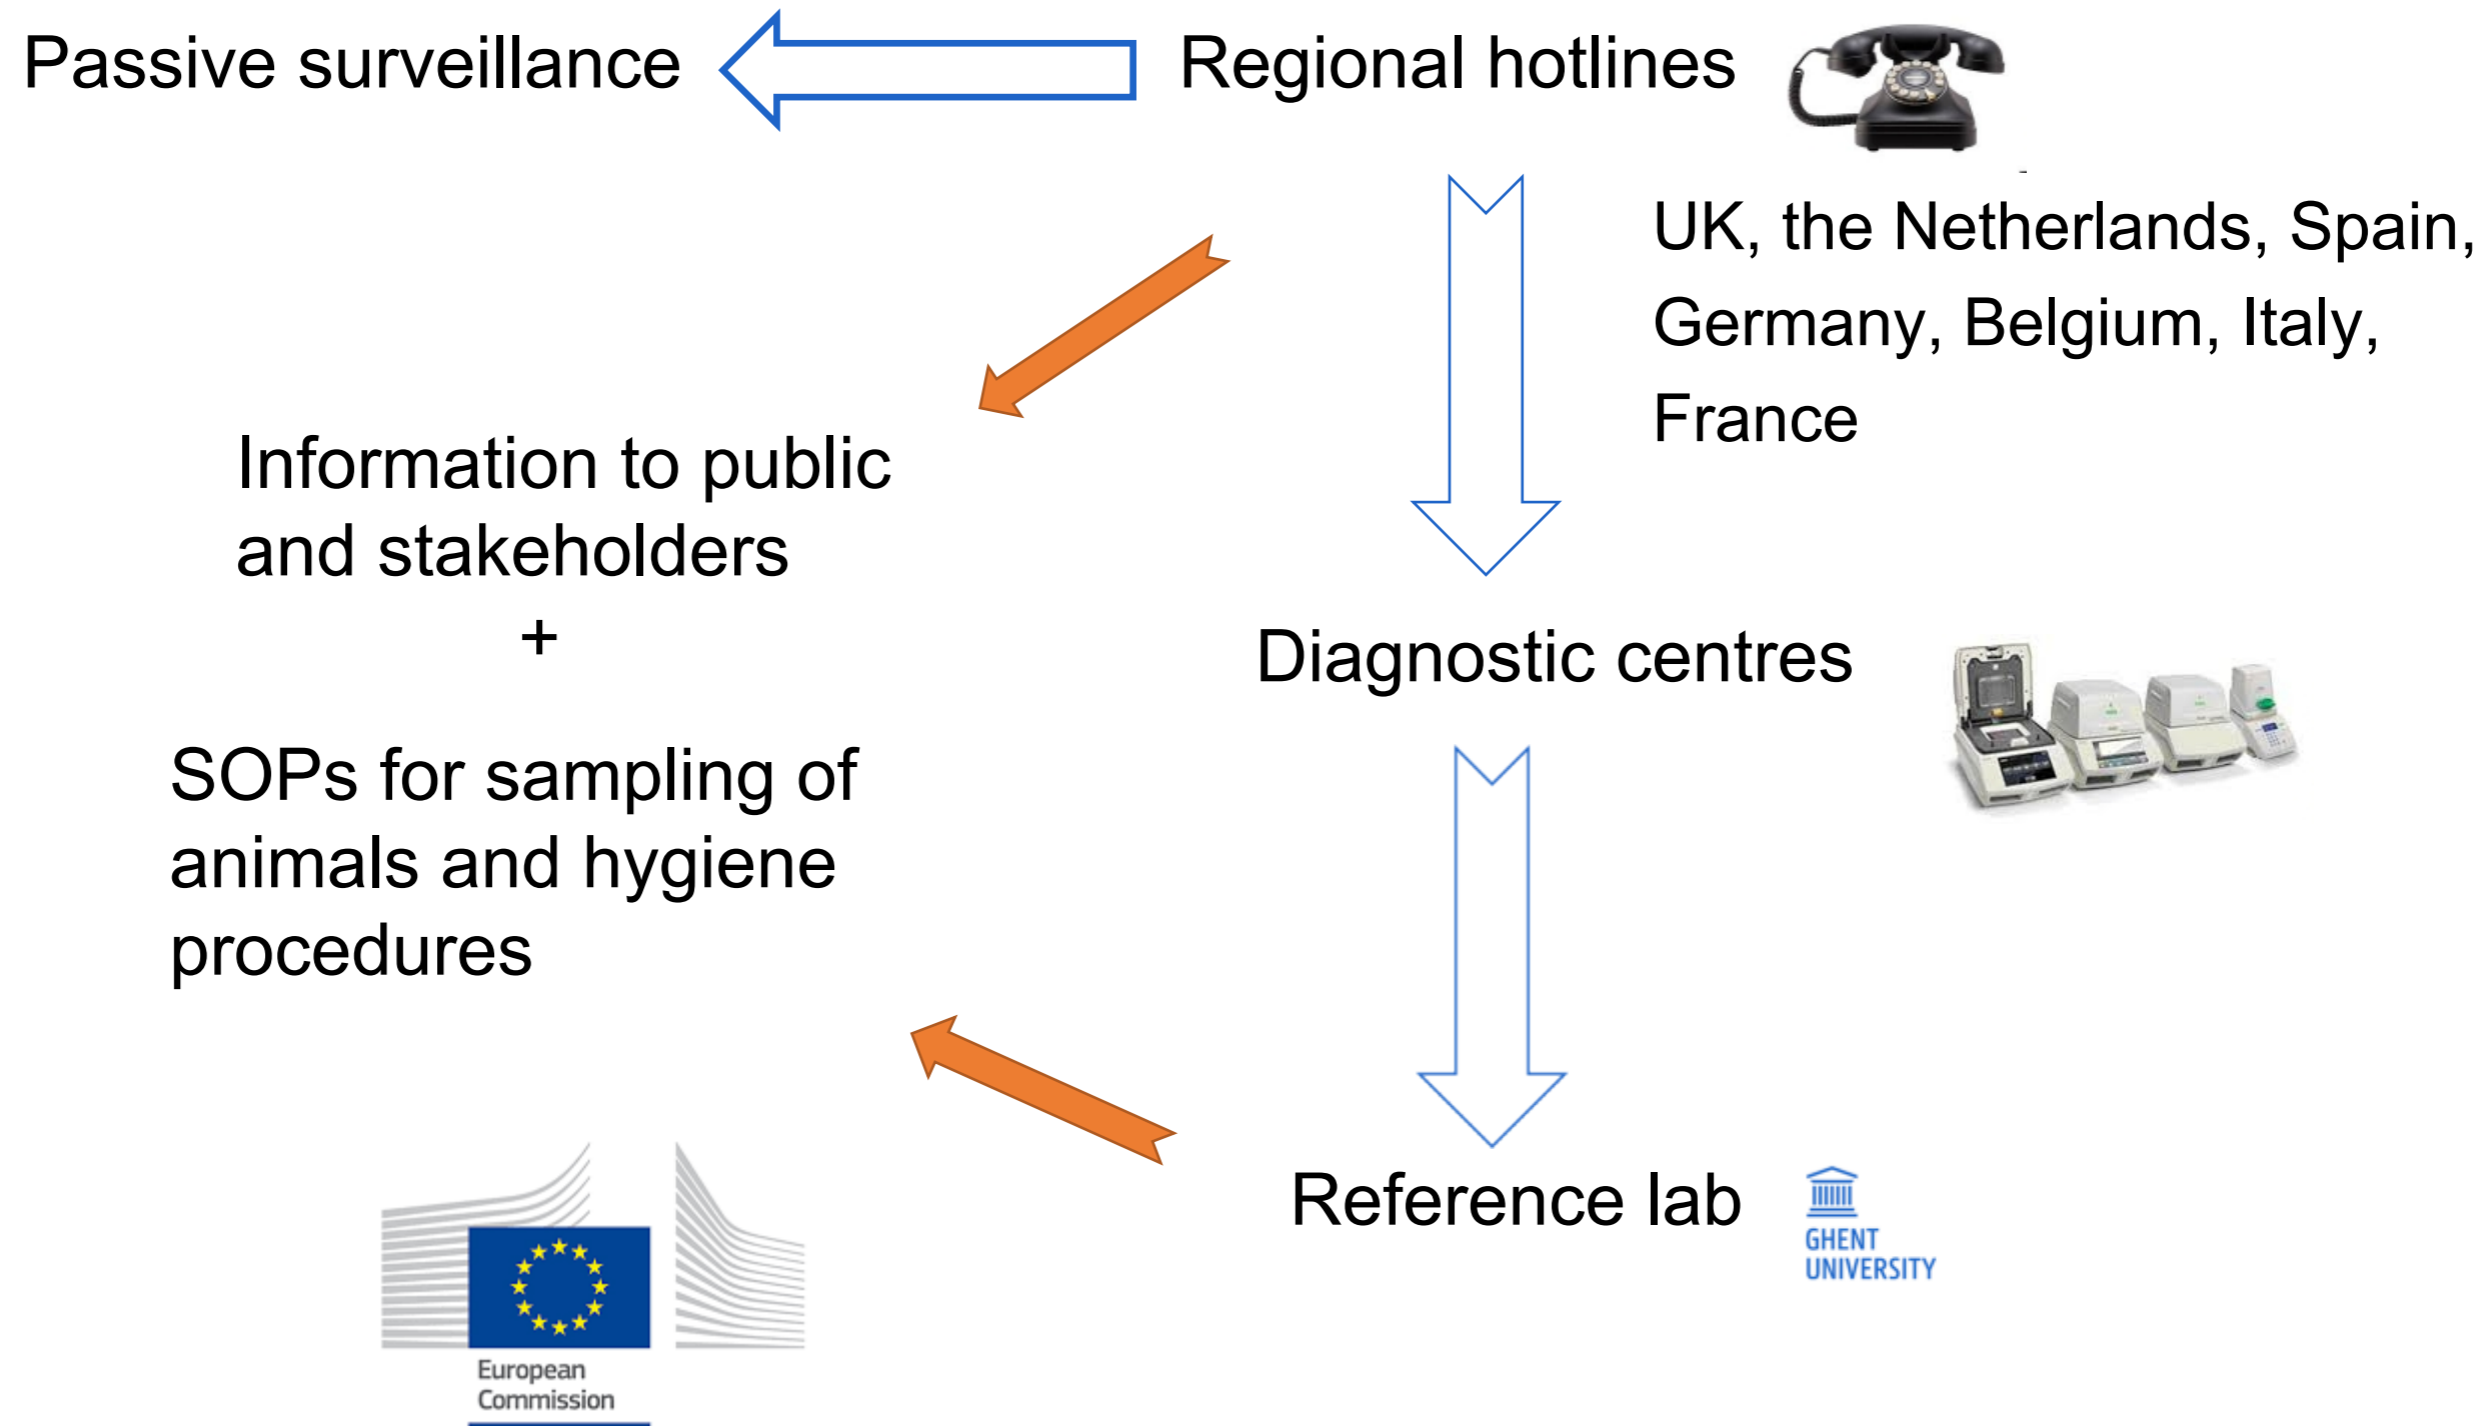 Passive surveillance
Regional hotlines
UK, the Netherlands, Spain,
Germany, Belgium, Italy,
France
Information to public
and stakeholders
+
SOPs for sampling of
animals and hygiene
procedures
Diagnostic centres
Reference lab
GHENT
UNIVERSITY
European
Commission